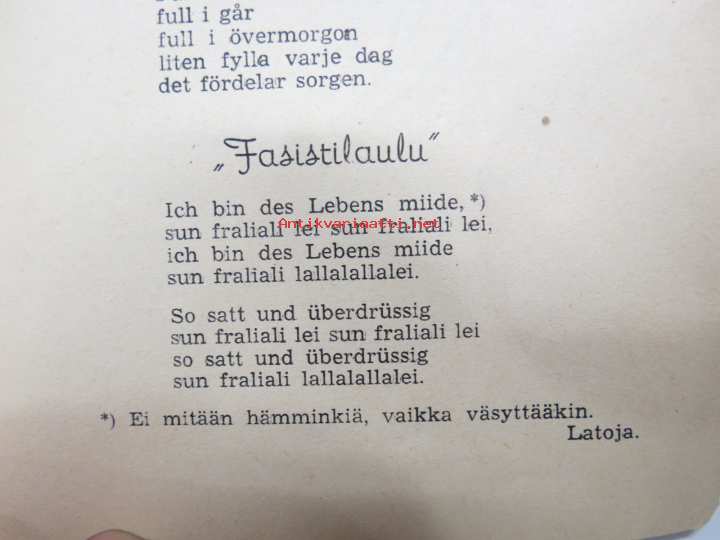 full i går
full i övermorgon
liten fylla varje dag
det fördelar sorgen.
„Fasistilaulu”
Ich bin des Lebens miide, *)
Antikvariaatti.net
sun fraliali lei sun fraliali lei,
ich bin des Lebens miide
sun fraliali lallalallalei.
So satt und überdrüssig
sun fraliali lei sun fraliali lei
so satt und überdrüssig
sun fraliali lallalallalei.
*) Ei mitään hämminkiä, vaikka väsyttääkin.
Latoja.